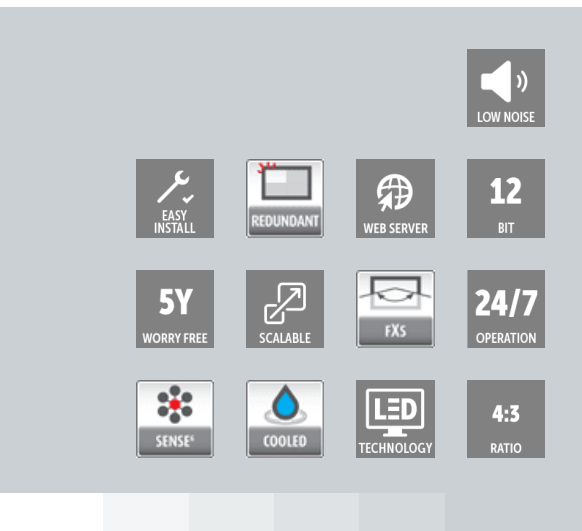 LOW NOISE
EASY
INSTALL
REDUNDANT
WEB SERVER
12
BIT
5Y
WORRY FREE
SCALABLE
FXS
24/7
OPERATION
SENSE⁶
COOLED
LED
TECHNOLOGY
4:3
RATIO